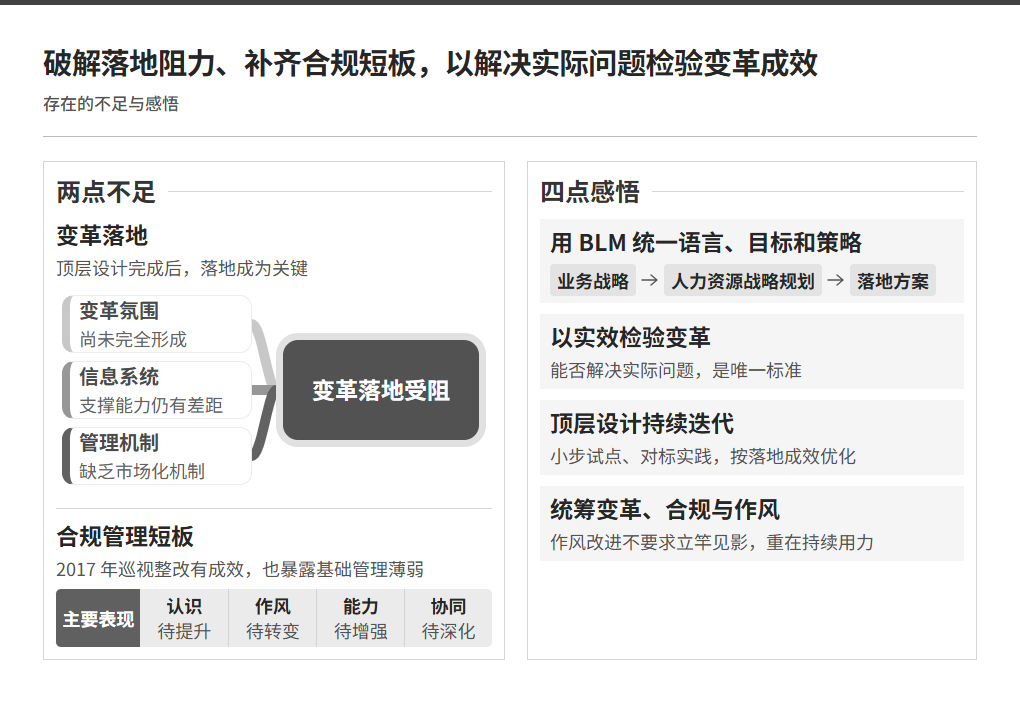 破解落地阻力、补齐合规短板，以解决实际问题检验变革成效
存在的不足与感悟
两点不足
变革落地
顶层设计完成后，落地成为关键
变革氛围
尚未完全形成
信息系统
支撑能力仍有差距
管理机制
缺乏市场化机制
变革落地受阻
合规管理短板
2017 年巡视整改有成效，也暴露基础管理薄弱
主要表现
认识
待提升
作风
待转变
能力
待增强
协同
待深化
四点感悟
用 BLM 统一语言、目标和策略
业务战略 → 人力资源战略规划 → 落地方案
以实效检验变革
能否解决实际问题，是唯一标准
顶层设计持续迭代
小步试点、对标实践，按落地成效优化
统筹变革、合规与作风
作风改进不要求立竿见影，重在持续用力